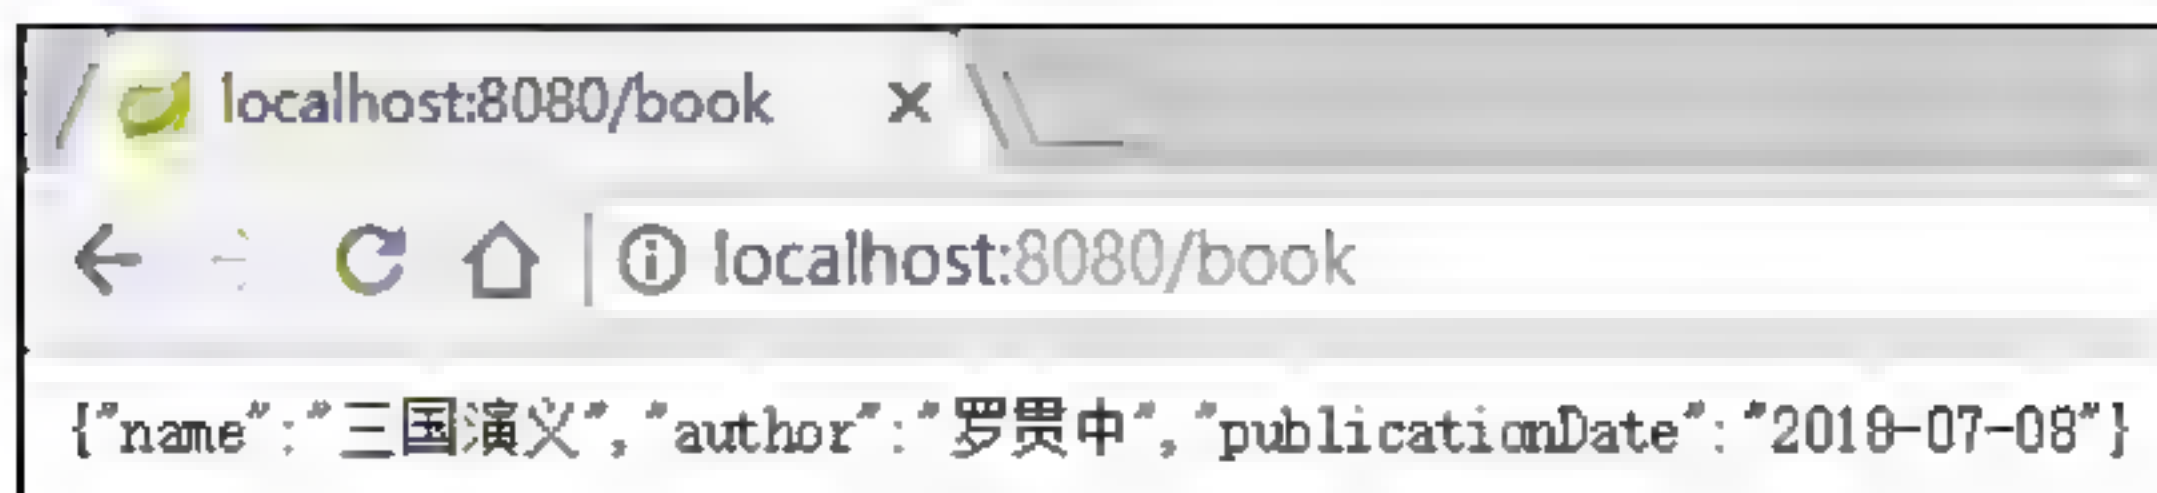 localhost:8080/book
localhost:8080/book
{"name":"三国演义","author":"罗贯中","publicationDate":"2018-07-08"}